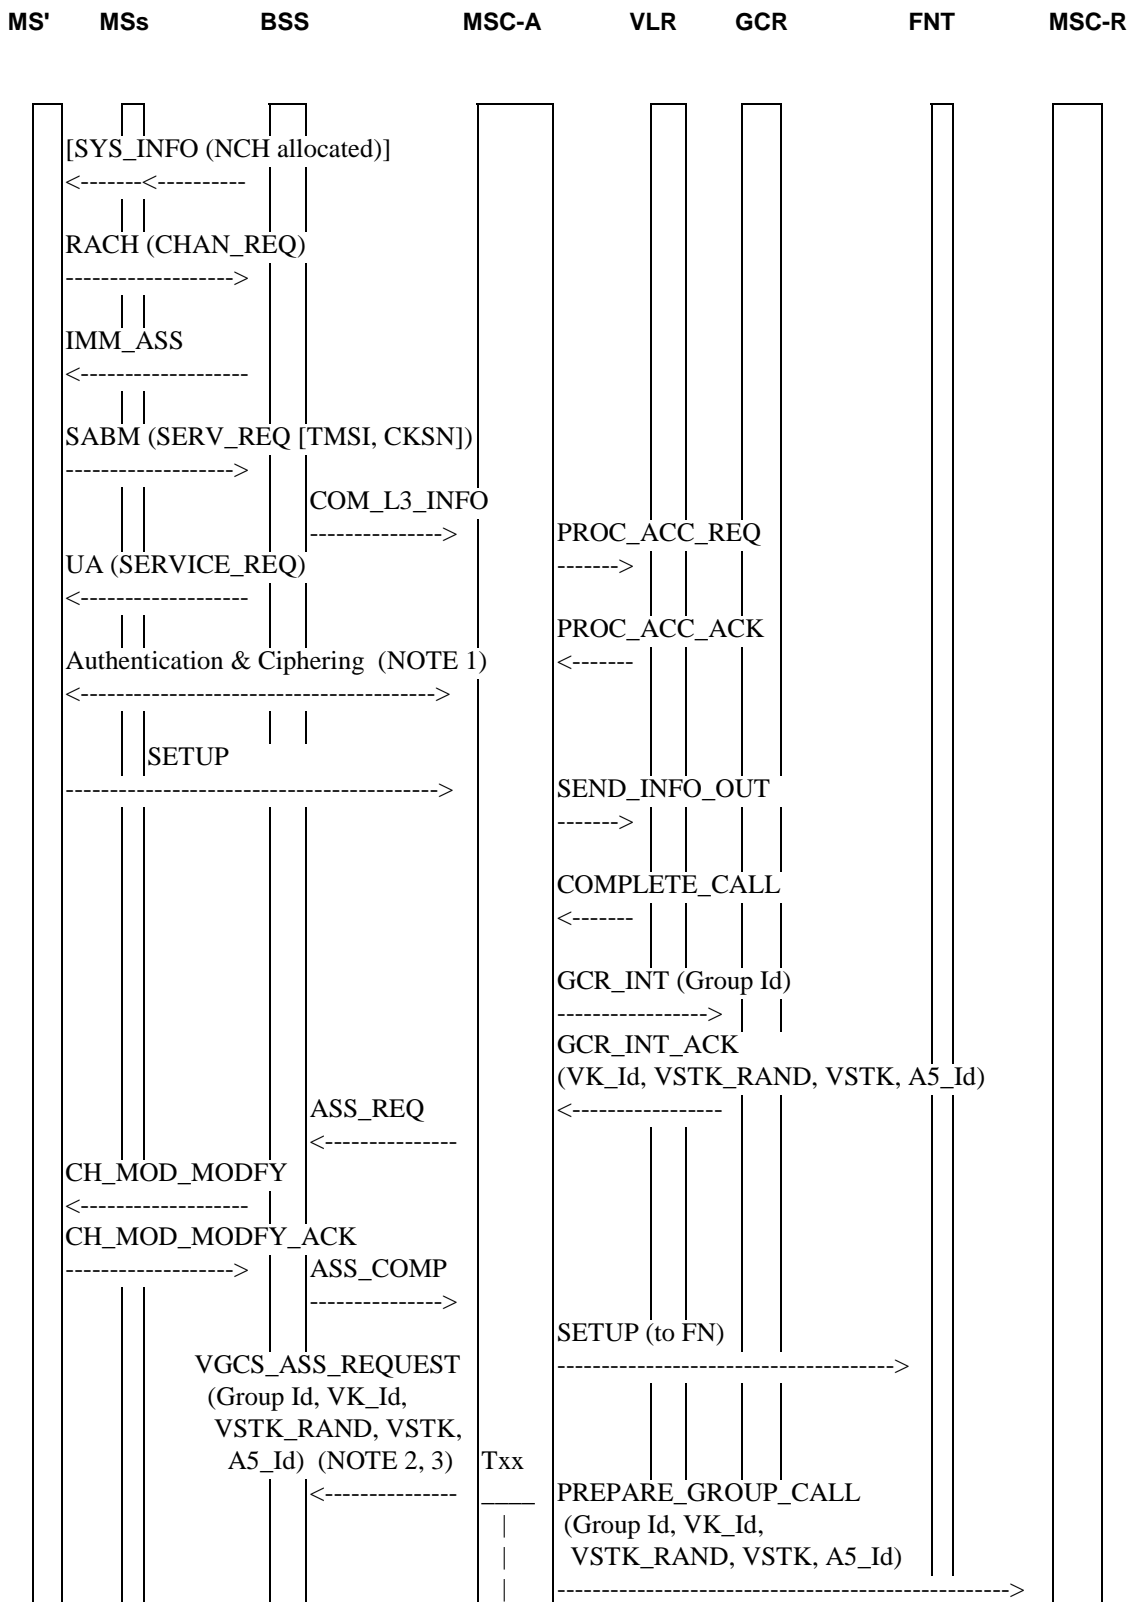 MS' MSs BSS MSC-A VLR GCR FNT MSC-R
[SYS_INFO (NCH allocated)]
<-------<----------
RACH (CHAN_REQ)
------------------->
IMM_ASS
<-------------------
SABM (SERV_REQ [TMSI, CKSN])
------------------->
COM_L3_INFO
---------------> PROC_ACC_REQ
UA (SERVICE_REQ) ------->
<-------------------
PROC_ACC_ACK
Authentication & Ciphering (NOTE 1) <-------
<---------------------------------------->
SETUP
------------------------------------------> SEND_INFO_OUT
------->
COMPLETE_CALL
<-------
GCR_INT (Group Id)
----------------->
GCR_INT_ACK
(VK_Id, VSTK_RAND, VSTK, A5_Id)
ASS_REQ <-----------------
<---------------
CH_MOD_MODFY
<-------------------
CH_MOD_MODFY_ACK
-------------------> ASS_COMP
--------------->
SETUP (to FN)
VGCS_ASS_REQUEST -------------------------------------->
(Group Id, VK_Id,
VSTK_RAND, VSTK,
A5_Id) (NOTE 2, 3) Txx
<--------------- ____ PREPARE_GROUP_CALL
| (Group Id, VK_Id,
| VSTK_RAND, VSTK, A5_Id)
| --------------------------------------------------->